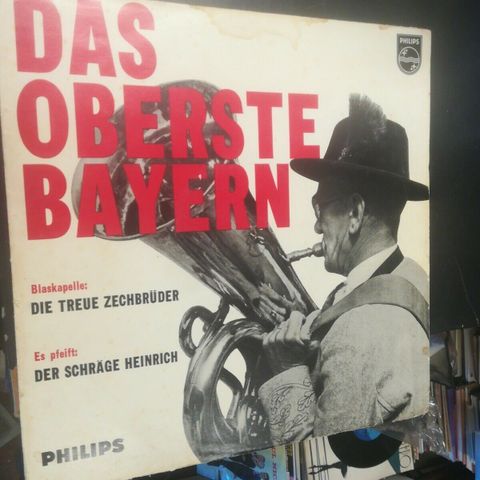 PHILIPS
DAS
OBERSTE
BAYERN
Blaskapelle:
DIE TREUE ZECHBRÜDER
Es pfeift:
DER SCHRÄGE HEINRICH
PHILIPS